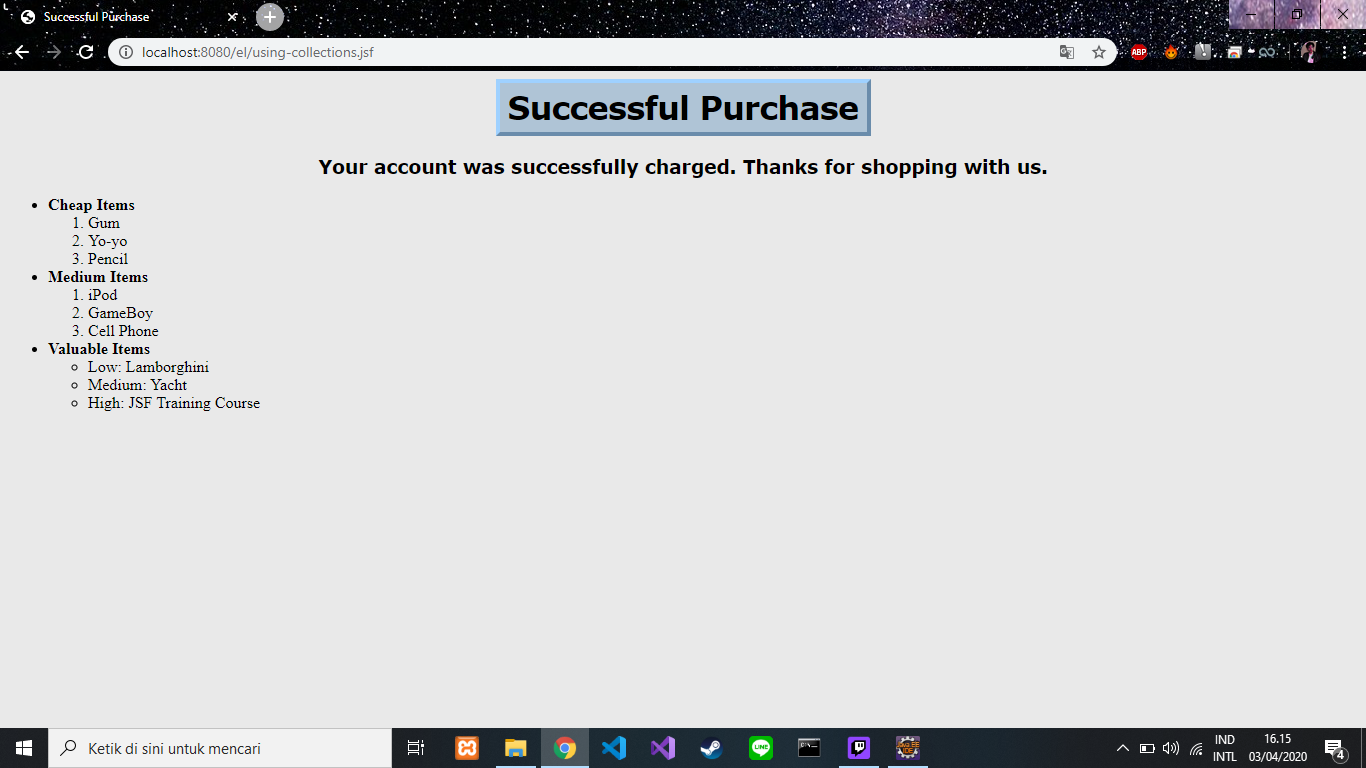 Successful Purchase
localhost:8080/el/using-collections.jsf
ABP
Successful Purchase
Your account was successfully charged. Thanks for shopping with us.
• Cheap Items
1. Gum
2. Yo-yo
3. Pencil
• Medium Items
1. iPod
2. GameBoy
3. Cell Phone
• Valuable Items
○ Low: Lamborghini
○ Medium: Yacht
○ High: JSF Training Course
Ketik di sini untuk mencari
LINE
IND
INTL
16.15
03/04/2020
4